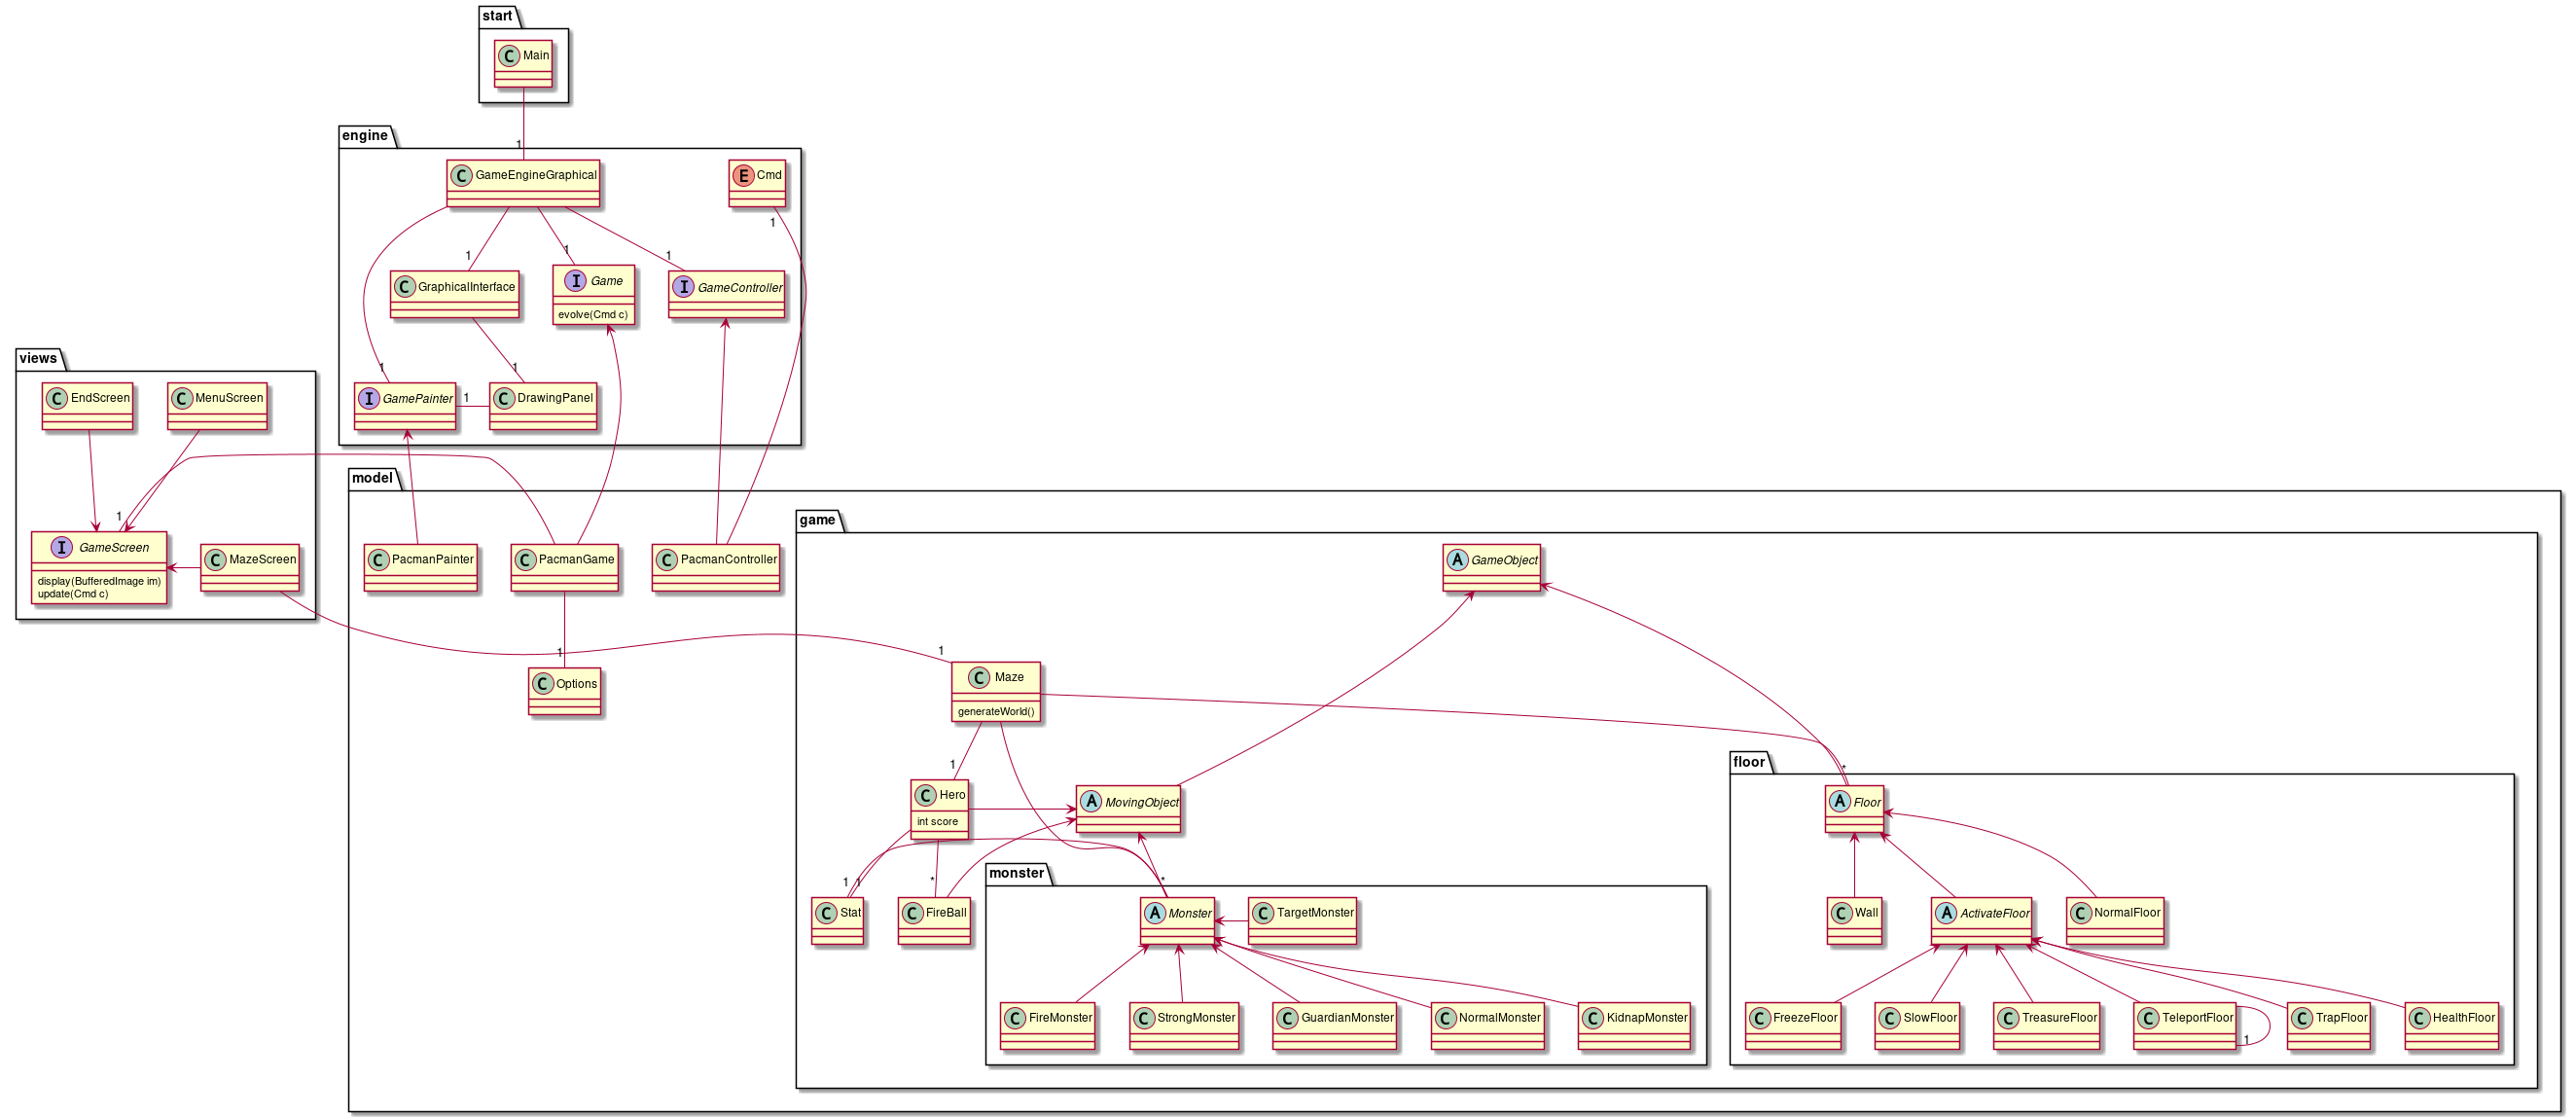 start
C Main
engine
1
C GameEngineGraphical
E Cmd
1
1
1
1
C GraphicalInterface
I Game
evolve(Cmd c)
I GameController
views
1
1
C EndScreen
C MenuScreen
I GamePainter
1
C DrawingPanel
model
1
game
I GameScreen
display(BufferedImage im)
update(Cmd c)
C MazeScreen
C PacmanPainter
C PacmanGame
C PacmanController
A GameObject
1
1
C Options
C Maze
generateWorld()
floor
1
*
C Hero
int score
A MovingObject
A Floor
monster
1
1
*
*
C Stat
C FireBall
A Monster
C TargetMonster
C Wall
A ActivateFloor
C NormalFloor
C FireMonster
C StrongMonster
C GuardianMonster
C NormalMonster
C KidnapMonster
C FreezeFloor
C SlowFloor
C TreasureFloor
C TeleportFloor
1
C TrapFloor
C HealthFloor